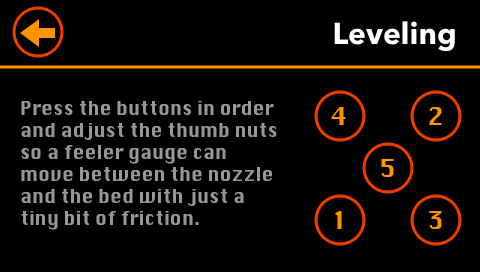 Leveling
Press the buttons in order
and adjust the thumb nuts
so a feeler gauge can
move between the nozzle
and the bed with just a
tiny bit of friction.
4 2
5
1 3